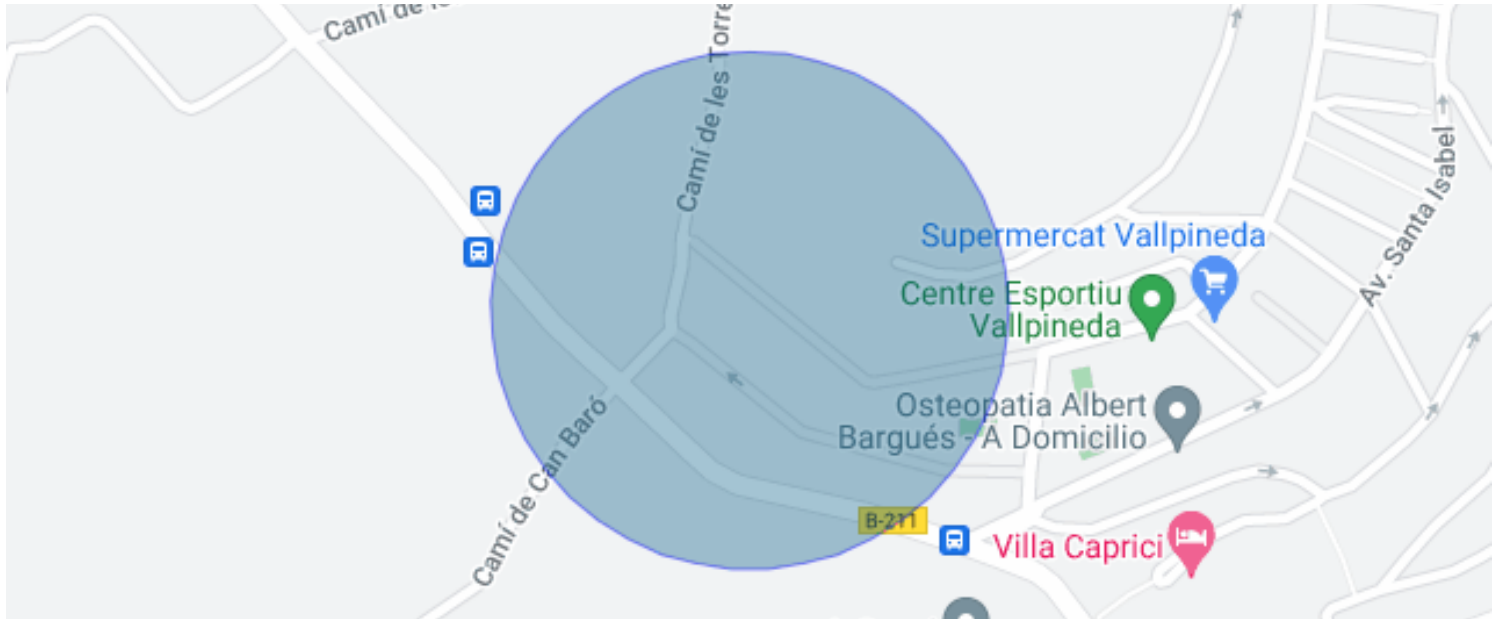 Camí de les
Camí de les Torre
Av. Santa Isabel
Supermercat Vallpineda
Centre Esportiu
Vallpineda
Osteopatia Albert
Bargués - A Domicilio
Camí de Can Baró
B-211
Villa Caprici